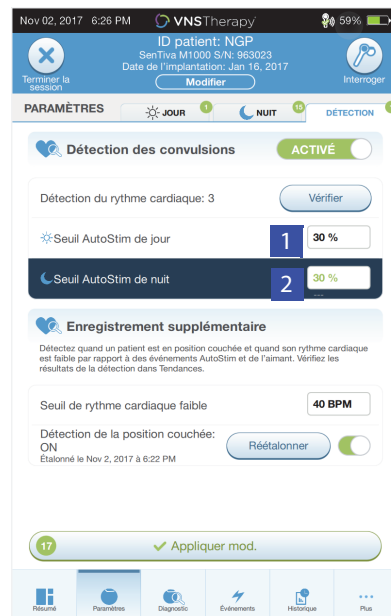 Nov 02, 2017 6:26 PM VNSTherapy 59%
ID patient: NGP
SenTiva M1000 S/N: 963023
Date de l'implantation: Jan 16, 2017
Terminer la session
Modifier
Interroger
PARAMÈTRES JOUR 1 NUIT 15 DÉTECTION
Détection des convulsions ACTIVÉ
Détection du rythme cardiaque: 3 Vérifier
Seuil AutoStim de jour 1 30 %
Seuil AutoStim de nuit 2 30 %
---
Enregistrement supplémentaire
Détectez quand un patient est en position couchée et quand son rythme cardiaque
est faible par rapport à des événements AutoStim et de l'aimant. Vérifiez les
résultats de la détection dans Tendances.
Seuil de rythme cardiaque faible 40 BPM
Détection de la position couchée:
ON
Étalonné le Nov 2, 2017 à 6:22 PM
Réétalonner
17 Appliquer mod.
Résumé Paramètres Diagnostic Événements Historique Plus